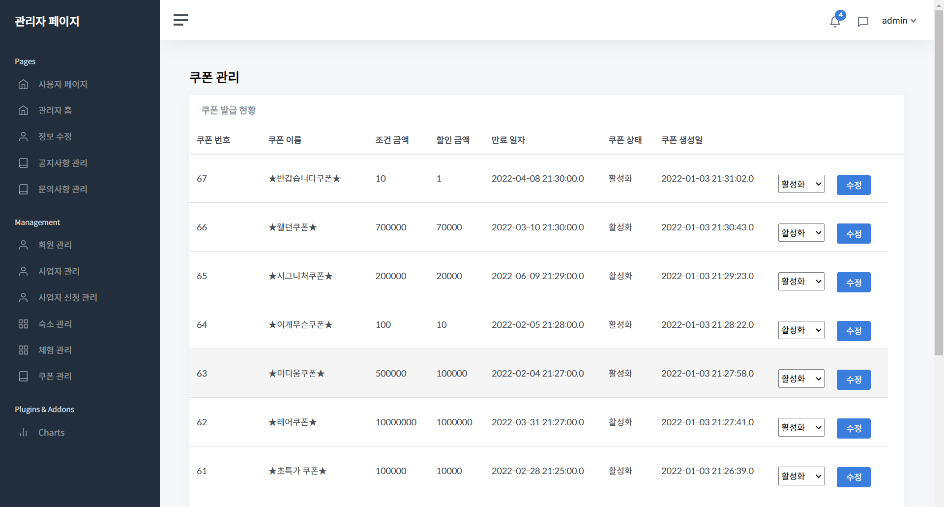 관리자 페이지
4
admin
Pages
사용자 페이지
관리자 홈
정보 수정
공지사항 관리
문의사항 관리
Management
회원 관리
사업자 관리
사업자 신청 관리
숙소 관리
체험 관리
쿠폰 관리
Plugins & Addons
Charts
쿠폰 관리
쿠폰 발급 현황
쿠폰 번호 쿠폰 이름 조건 금액 할인 금액 만료 일자 쿠폰 상태 쿠폰 생성일
67 ★반갑습니다쿠폰★ 10 1 2022-04-08 21:30:00.0 활성화 2022-01-03 21:31:02.0 활성화 수정
66 ★웰던쿠폰★ 700000 70000 2022-03-10 21:30:00.0 활성화 2022-01-03 21:30:43.0 활성화 수정
65 ★시그니처쿠폰★ 200000 20000 2022-06-09 21:29:00.0 활성화 2022-01-03 21:29:23.0 활성화 수정
64 ★이게무슨쿠폰★ 100 10 2022-02-05 21:28:00.0 활성화 2022-01-03 21:28:22.0 활성화 수정
63 ★미디움쿠폰★ 500000 100000 2022-02-04 21:27:00.0 활성화 2022-01-03 21:27:58.0 활성화 수정
62 ★레어쿠폰★ 10000000 1000000 2022-03-31 21:27:00.0 활성화 2022-01-03 21:27:41.0 활성화 수정
61 ★초특가 쿠폰★ 100000 10000 2022-02-28 21:25:00.0 활성화 2022-01-03 21:26:39.0 활성화 수정